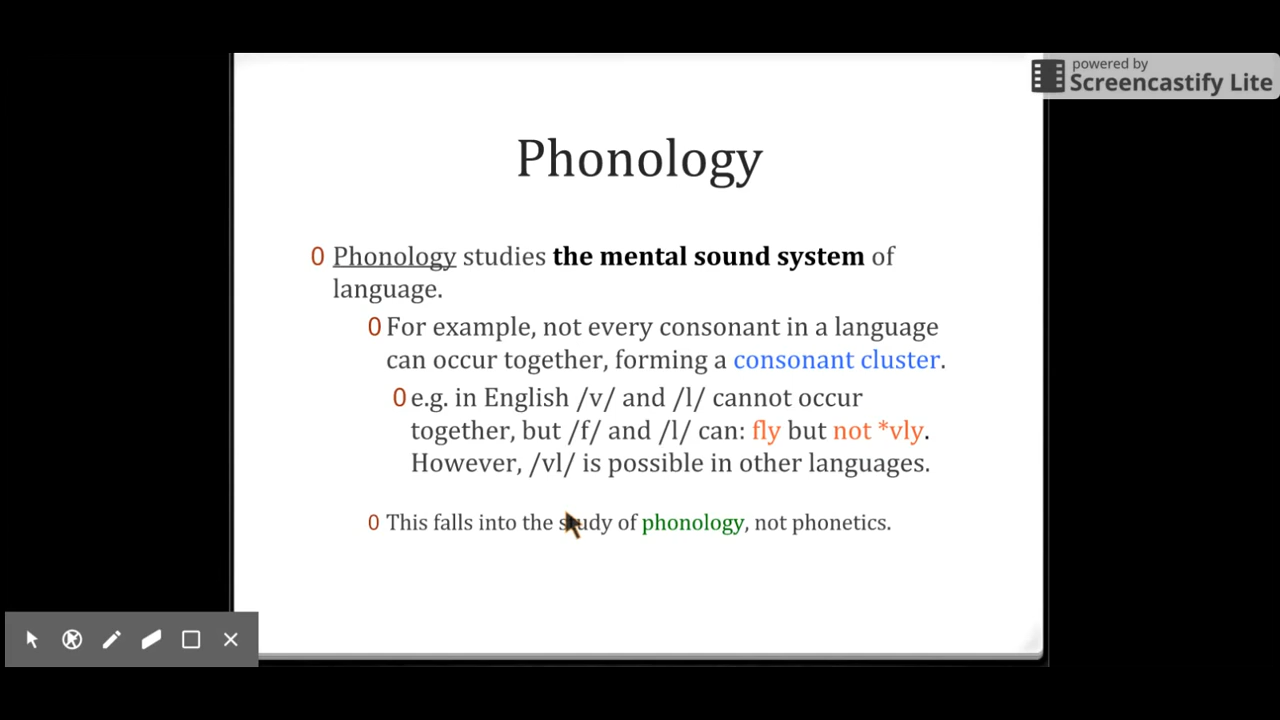 powered by
Screencastify Lite
Phonology
0 Phonology studies the mental sound system of
language.
0 For example, not every consonant in a language
can occur together, forming a consonant cluster.
0 e.g. in English /v/ and /l/ cannot occur
together, but /f/ and /l/ can: fly but not *vly.
However, /vl/ is possible in other languages.
0 This falls into the study of phonology, not phonetics.